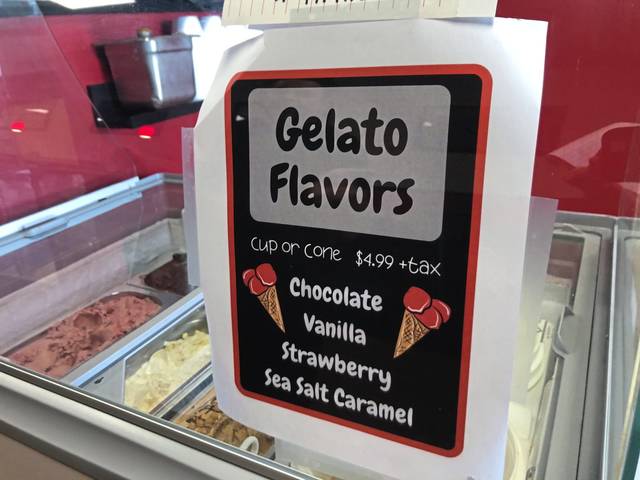 Gelato
Flavors
cup or cone $4.99 +tax
Chocolate
Vanilla
Strawberry
Sea Salt Caramel